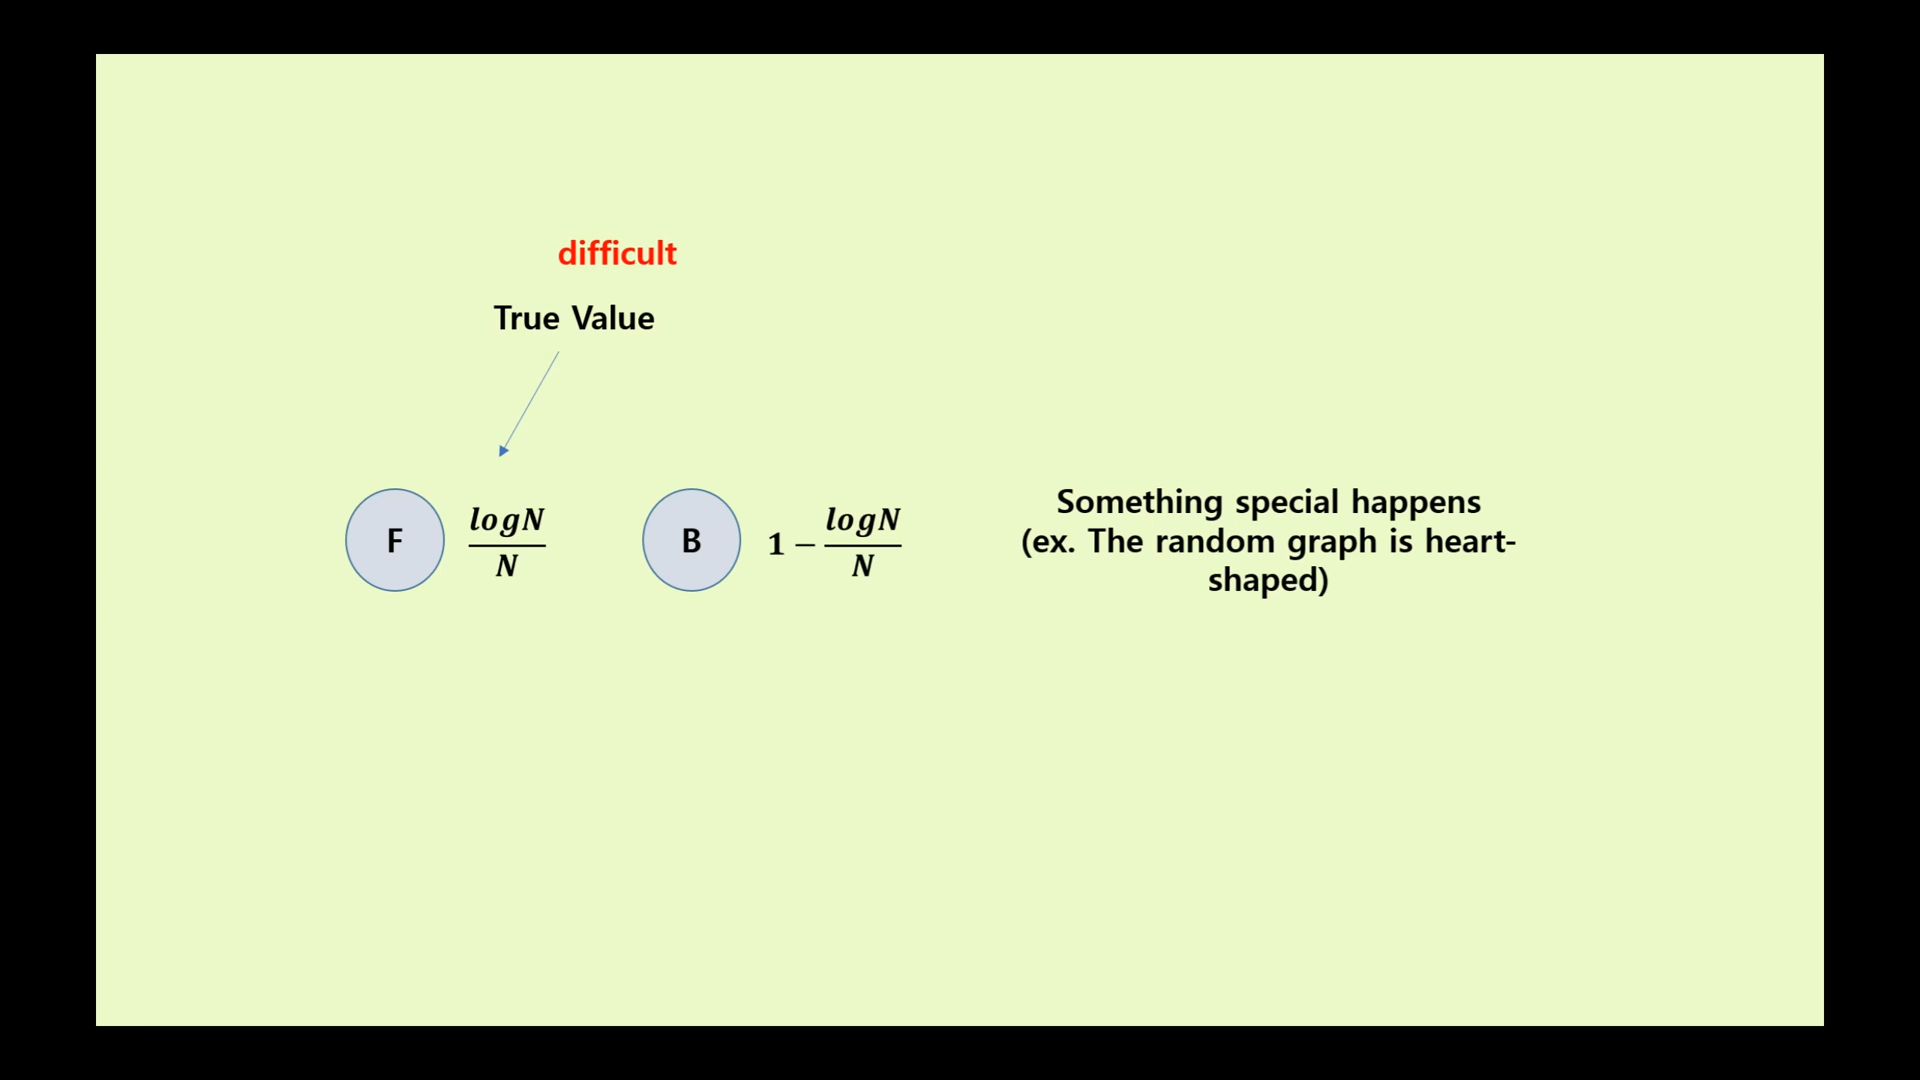 difficult
True Value
F logN/N B 1 − logN/N
Something special happens
(ex. The random graph is heart-
shaped)